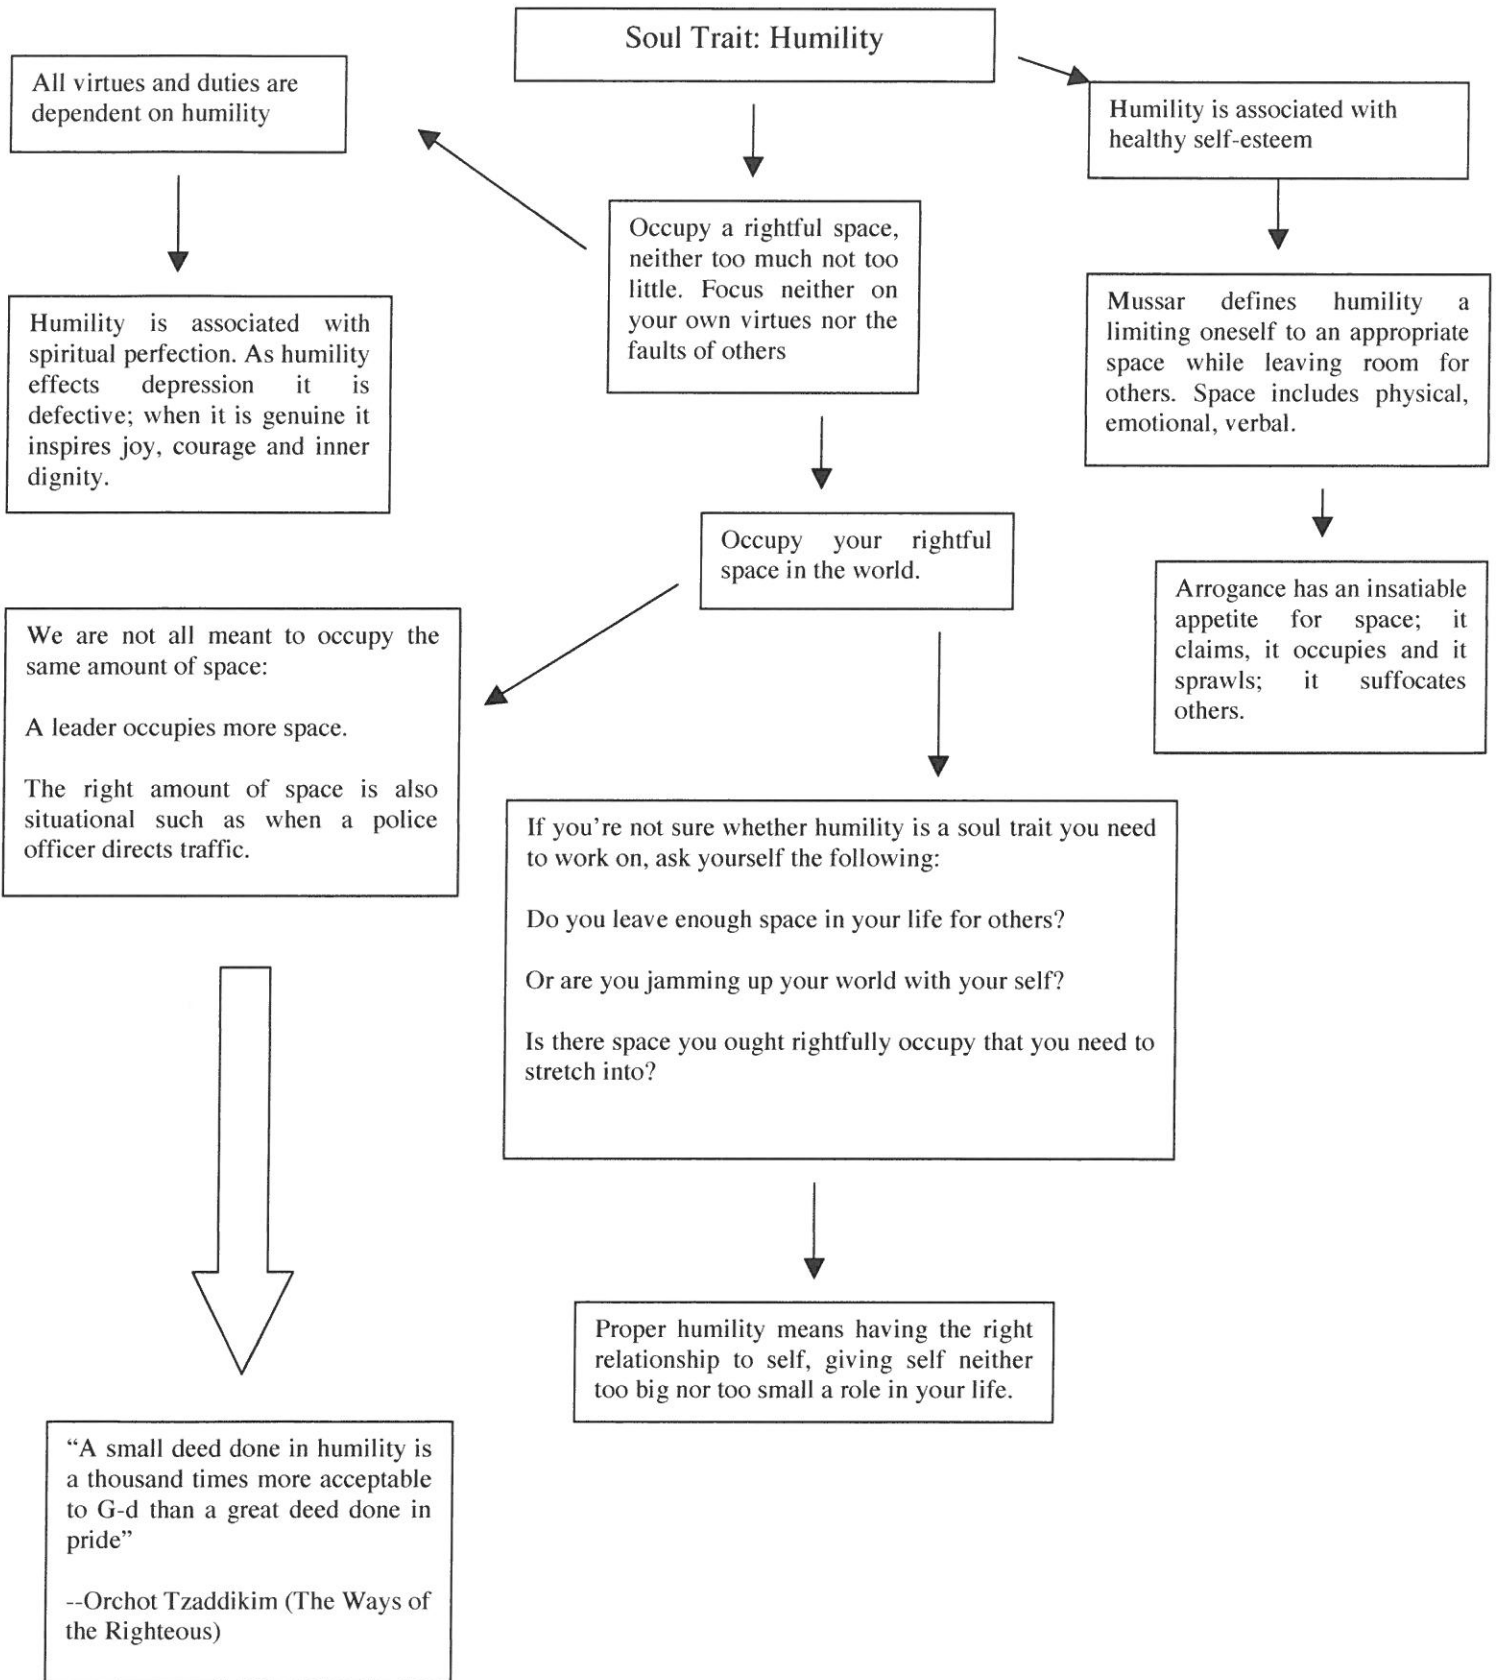 Soul Trait: Humility
All virtues and duties are
dependent on humility
Humility is associated with
healthy self-esteem
Occupy a rightful space,
neither too much not too
little. Focus neither on
your own virtues nor the
faults of others
Humility is associated with
spiritual perfection. As humility
effects depression it is
defective; when it is genuine it
inspires joy, courage and inner
dignity.
Mussar defines humility a
limiting oneself to an appropriate
space while leaving room for
others. Space includes physical,
emotional, verbal.
Occupy your rightful
space in the world.
Arrogance has an insatiable
appetite for space; it
claims, it occupies and it
sprawls; it suffocates
others.
We are not all meant to occupy the
same amount of space:
A leader occupies more space.
The right amount of space is also
situational such as when a police
officer directs traffic.
If you're not sure whether humility is a soul trait you need
to work on, ask yourself the following:
Do you leave enough space in your life for others?
Or are you jamming up your world with your self?
Is there space you ought rightfully occupy that you need to
stretch into?
Proper humility means having the right
relationship to self, giving self neither
too big nor too small a role in your life.
“A small deed done in humility is
a thousand times more acceptable
to G-d than a great deed done in
pride”
--Orchot Tzaddikim (The Ways of
the Righteous)